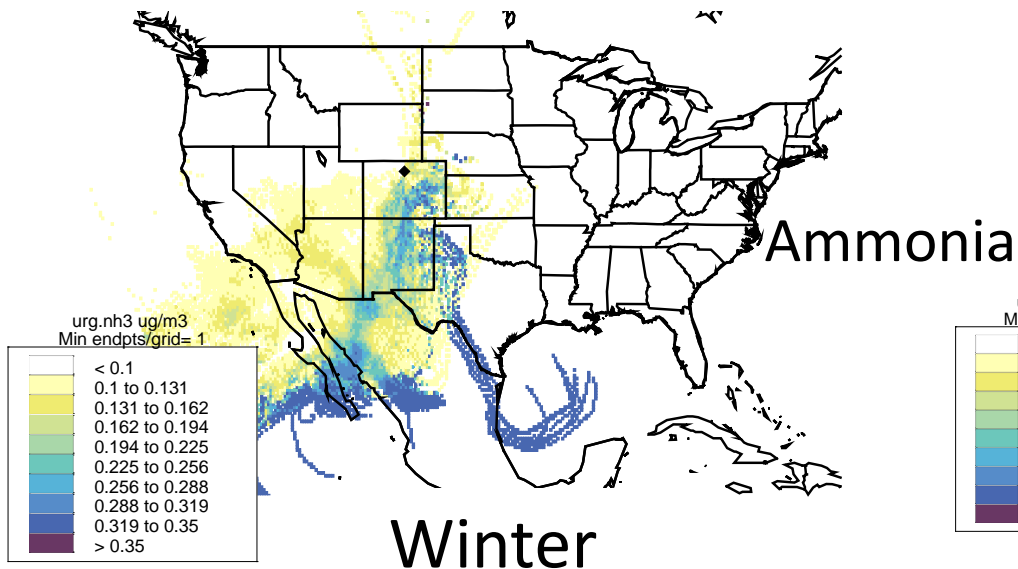 Ammonia
urg.nh3 ug/m3
Min endpts/grid= 1
< 0.1
0.1 to 0.131
0.131 to 0.162
0.162 to 0.194
0.194 to 0.225
0.225 to 0.256
0.256 to 0.288
0.288 to 0.319
0.319 to 0.35
> 0.35
M
Winter